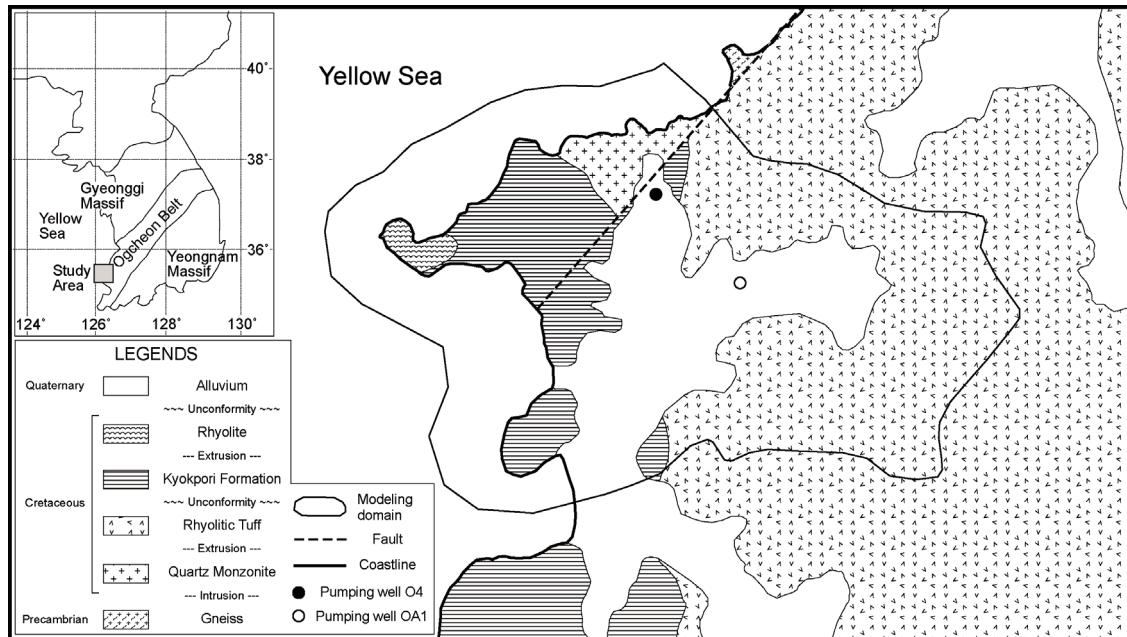 Yellow Sea
40°
38°
36°
Gyeonggi
Massif
Yellow
Sea
Ogcheon Belt
Yeongnam
Massif
Study
Area
124°
126°
128°
130°
LEGENDS
Quaternary
Alluvium
~~~ Unconformity ~~~
Rhyolite
--- Extrusion ---
Cretaceous
Kyokpori Formation
~~~ Unconformity ~~~
Rhyolitic Tuff
--- Extrusion ---
Quartz Monzonite
--- Intrusion ---
Precambrian
Gneiss
Modeling
domain
Fault
Coastline
Pumping well O4
Pumping well OA1